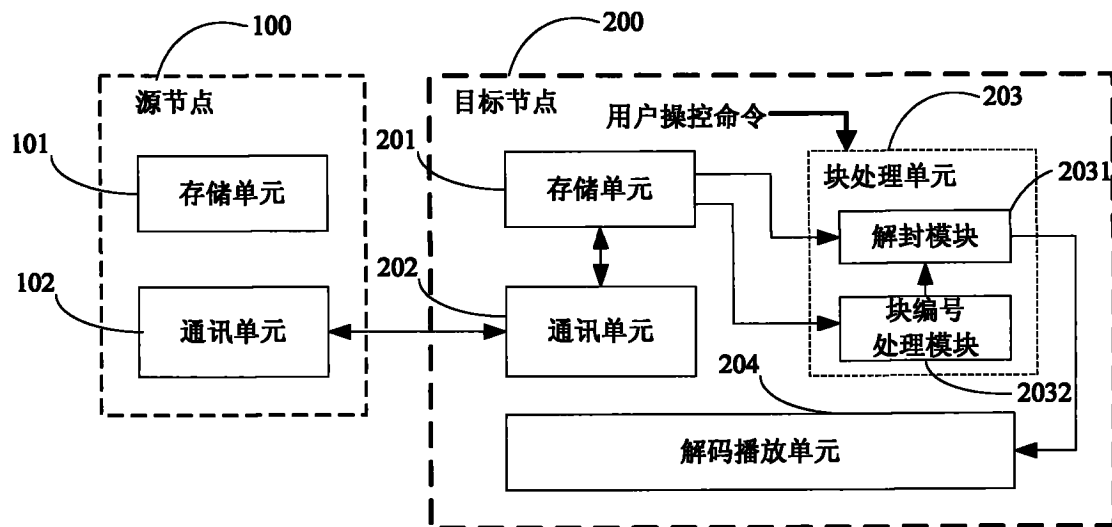 100
源节点
101
存储单元
102
通讯单元
200
目标节点
用户操控命令
203
201
存储单元
块处理单元
2031
解封模块
202
通讯单元
块编号
处理模块
2032
204
解码播放单元